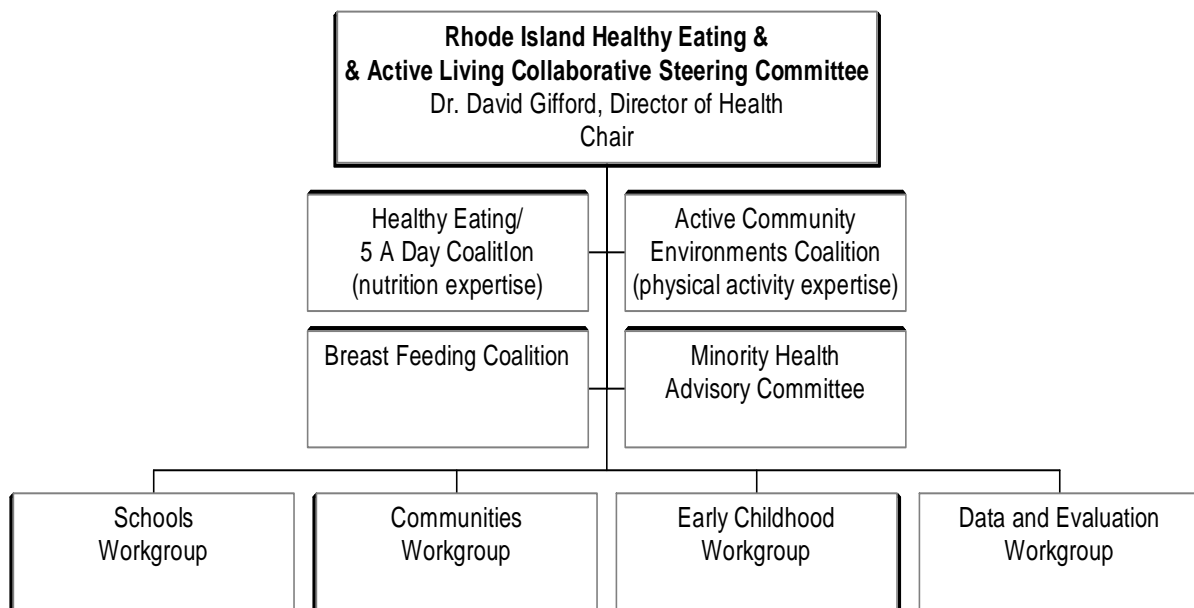 Rhode Island Healthy Eating &
& Active Living Collaborative Steering Committee
Dr. David Gifford, Director of Health
Chair
Healthy Eating/
5 A Day Coalition
(nutrition expertise)
Active Community
Environments Coalition
(physical activity expertise)
Breast Feeding Coalition
Minority Health
Advisory Committee
Schools
Workgroup
Communities
Workgroup
Early Childhood
Workgroup
Data and Evaluation
Workgroup